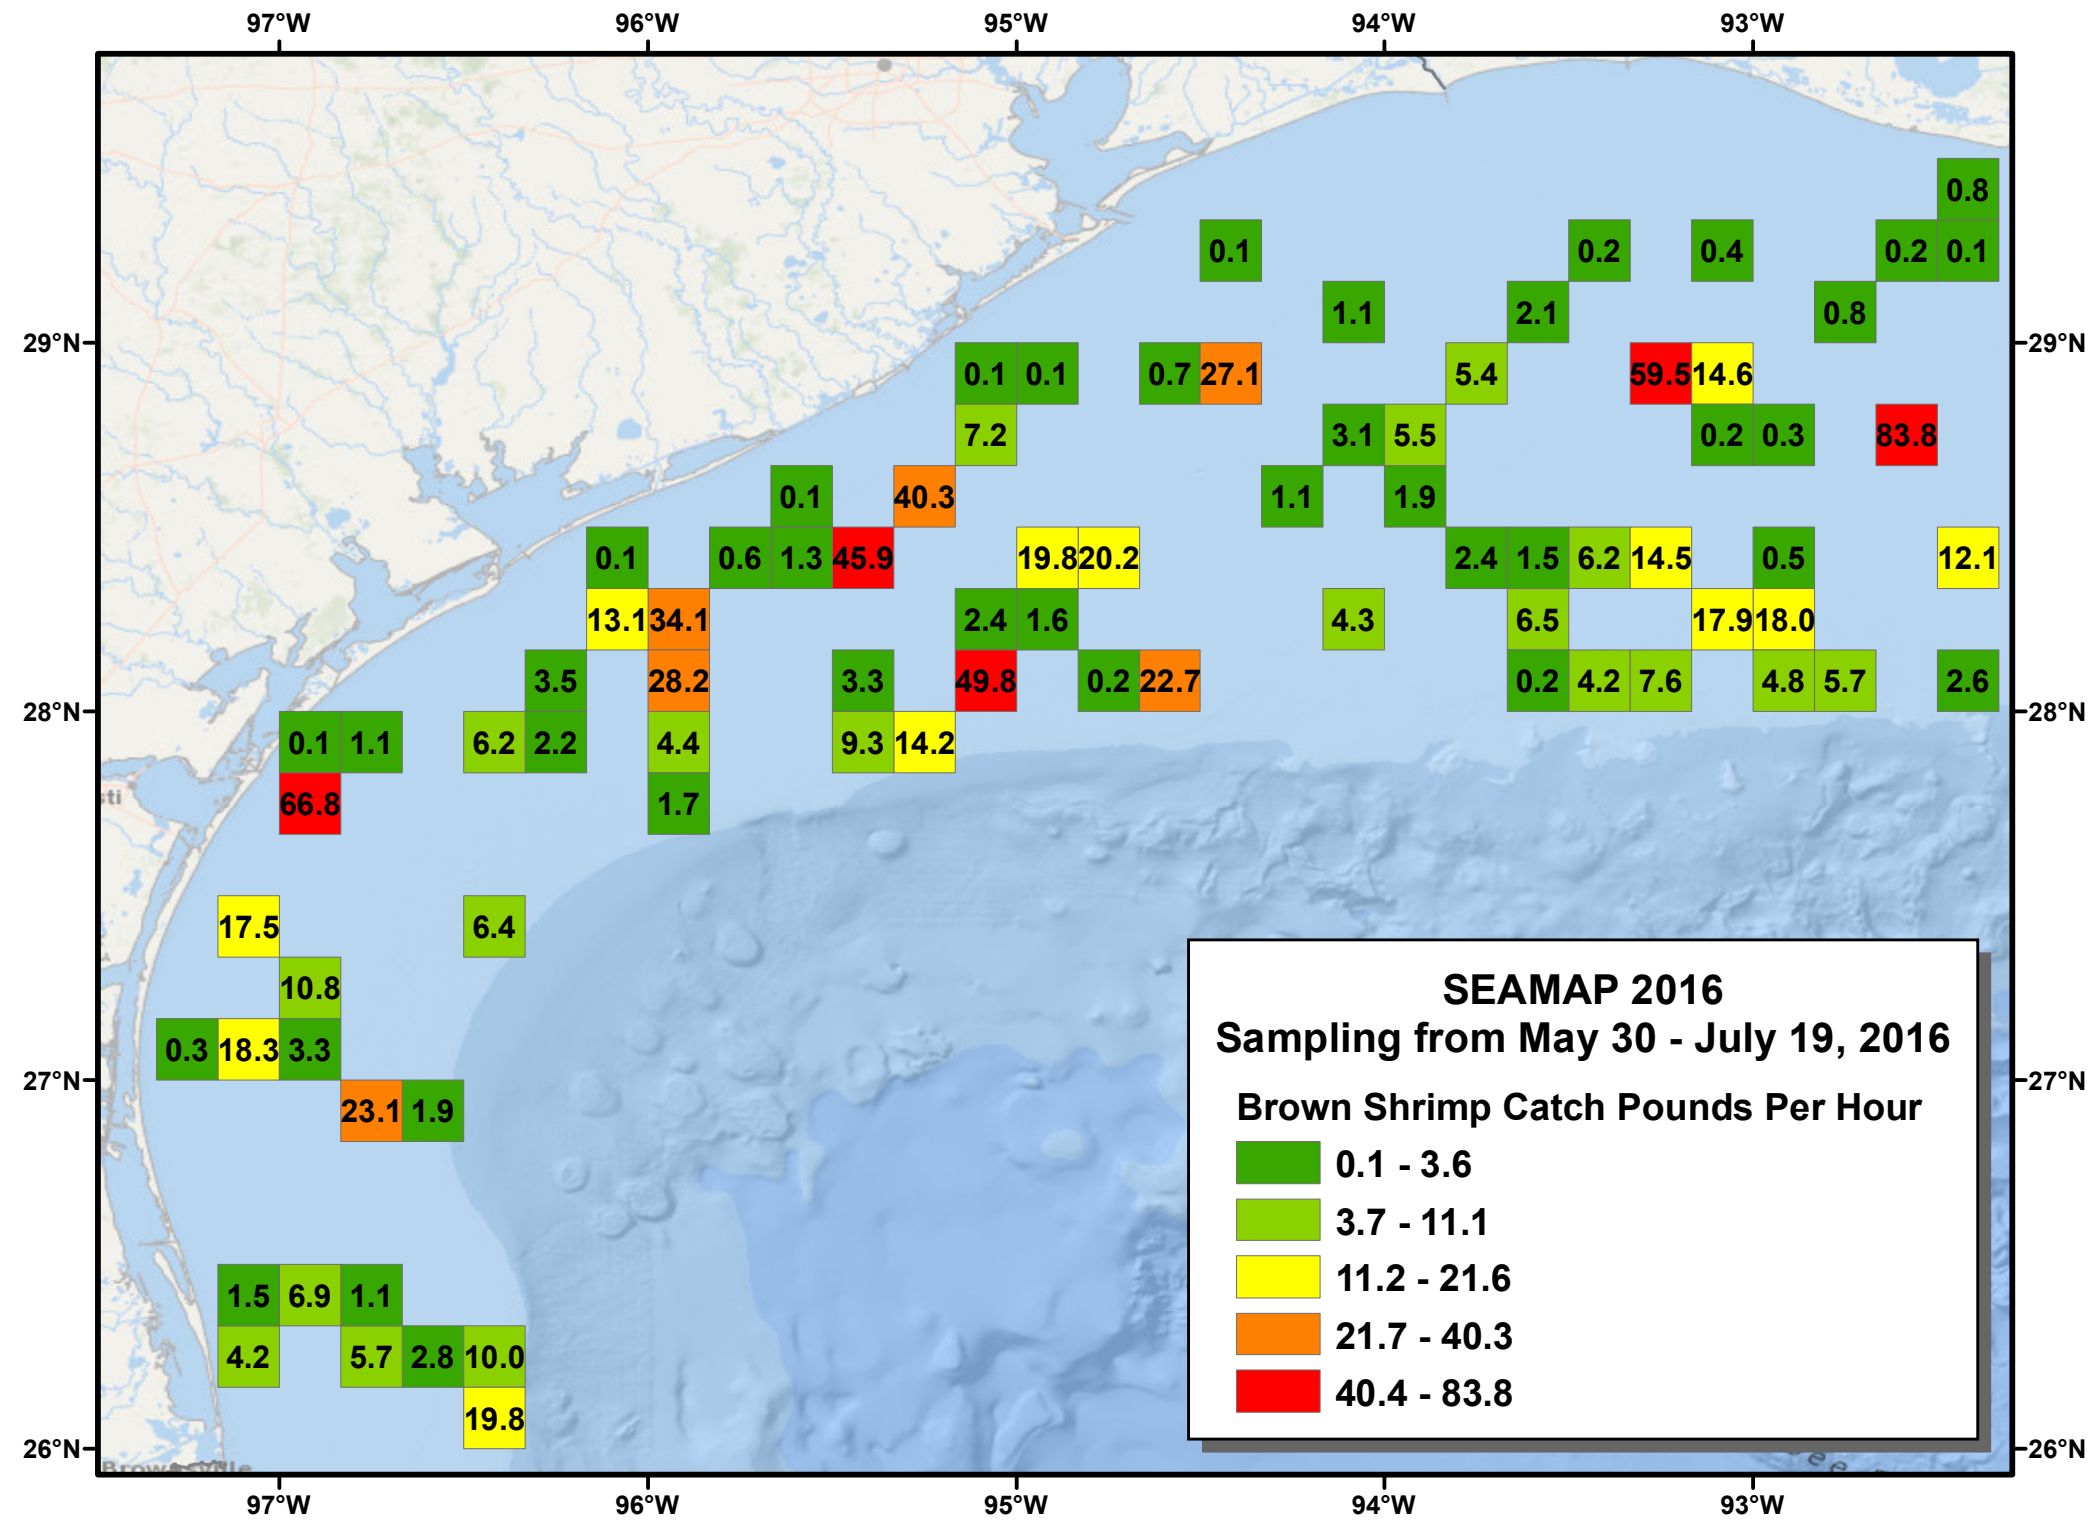 97°W 96°W 95°W 94°W 93°W
0.8
0.1 0.2 0.4 0.2 0.1
1.1 2.1 0.8
29°N 29°N
0.1 0.1 0.7 27.1 5.4 59.5 14.6
7.2 3.1 5.5 0.2 0.3 83.8
0.1 40.3 1.1 1.9
0.1 0.6 1.3 45.9 19.8 20.2 2.4 1.5 6.2 14.5 0.5 12.1
13.1 34.1 2.4 1.6 4.3 6.5 17.9 18.0
3.5 28.2 3.3 49.8 0.2 22.7 0.2 4.2 7.6 4.8 5.7 2.6
28°N 28°N
0.1 1.1 6.2 2.2 4.4 9.3 14.2
sti
66.8 1.7
17.5 6.4
10.8
0.3 18.3 3.3
27°N 27°N
23.1 1.9
1.5 6.9 1.1
4.2 5.7 2.8 10.0
19.8
SEAMAP 2016
Sampling from May 30 - July 19, 2016
Brown Shrimp Catch Pounds Per Hour
0.1 - 3.6
3.7 - 11.1
11.2 - 21.6
21.7 - 40.3
40.4 - 83.8
26°N 26°N
Brownsville
97°W 96°W 95°W 94°W 93°W